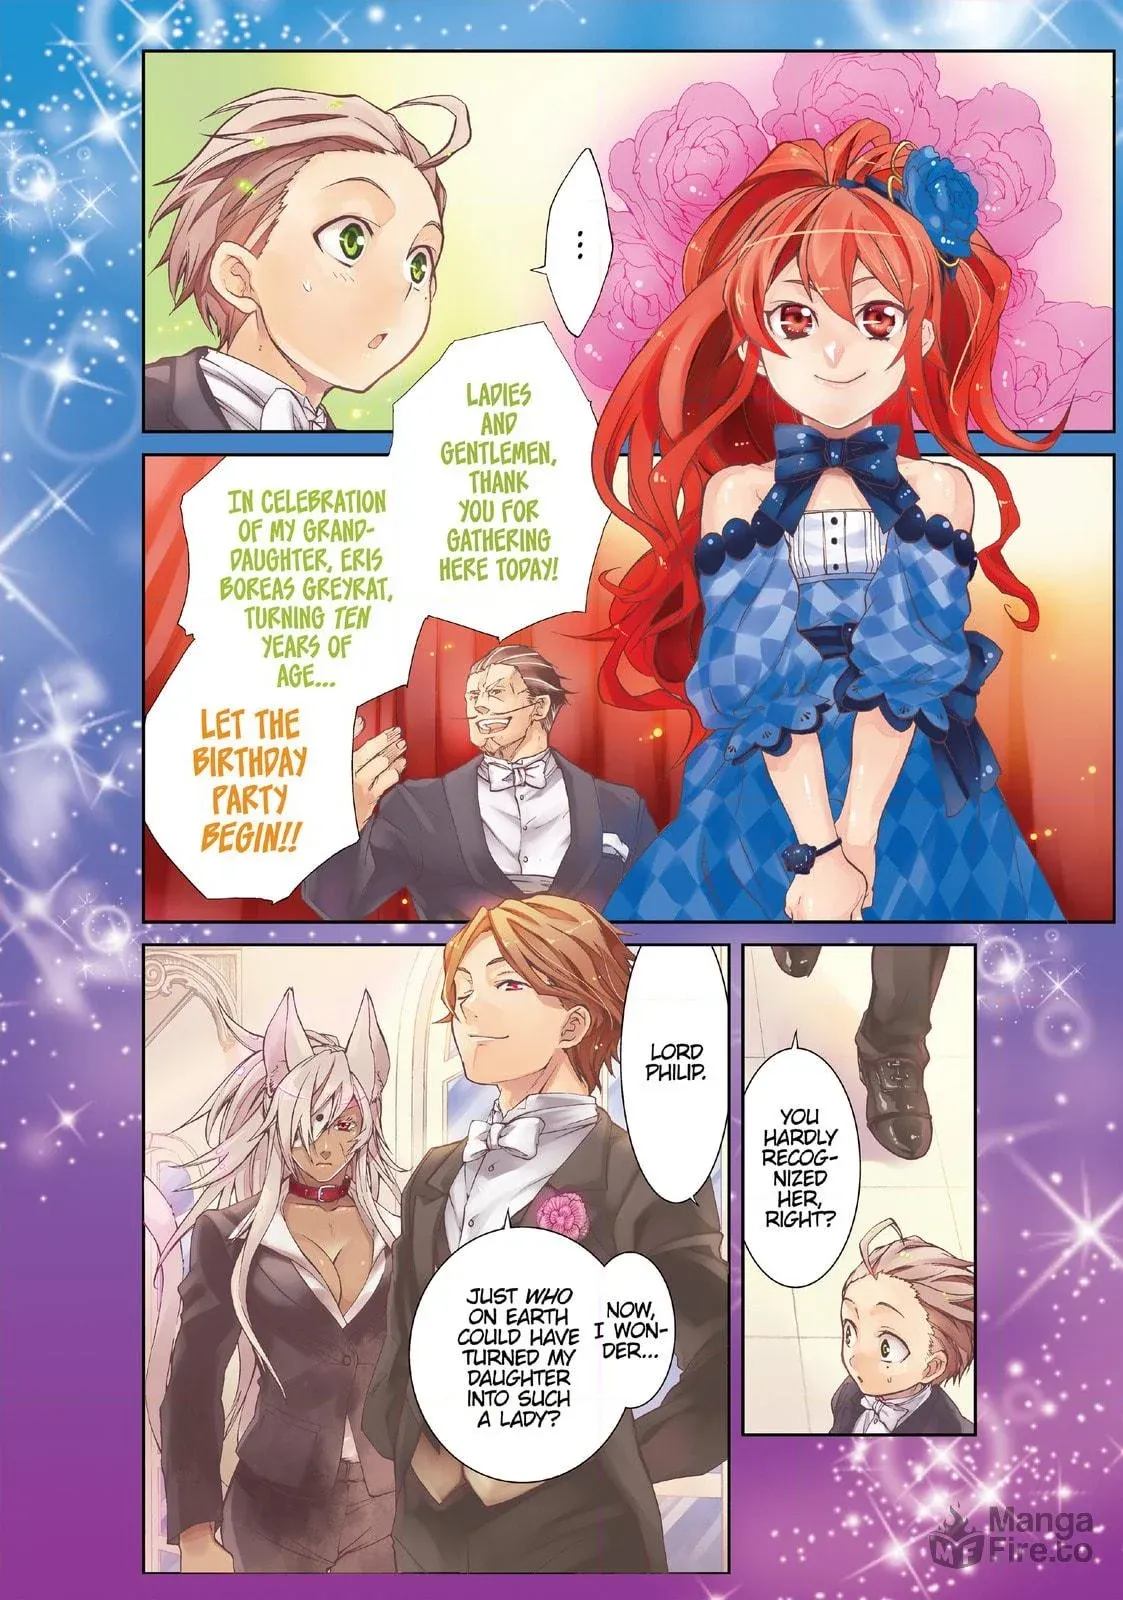 ...
LADIES
AND
GENTLEMEN,
THANK
YOU FOR
GATHERING
HERE TODAY!
IN CELEBRATION
OF MY GRAND-
DAUGHTER, ERIS
BOREAS GREYRAT,
TURNING TEN
YEARS OF
AGE...
LET THE
BIRTHDAY
PARTY
BEGIN!!
YOU
HARDLY
RECOG-
NIZED
HER,
RIGHT?
LORD
PHILIP.
NOW,
I WON-
DER...
JUST WHO
ON EARTH
COULD HAVE
TURNED MY
DAUGHTER
INTO SUCH
A LADY?
MF
Manga
Fire.to